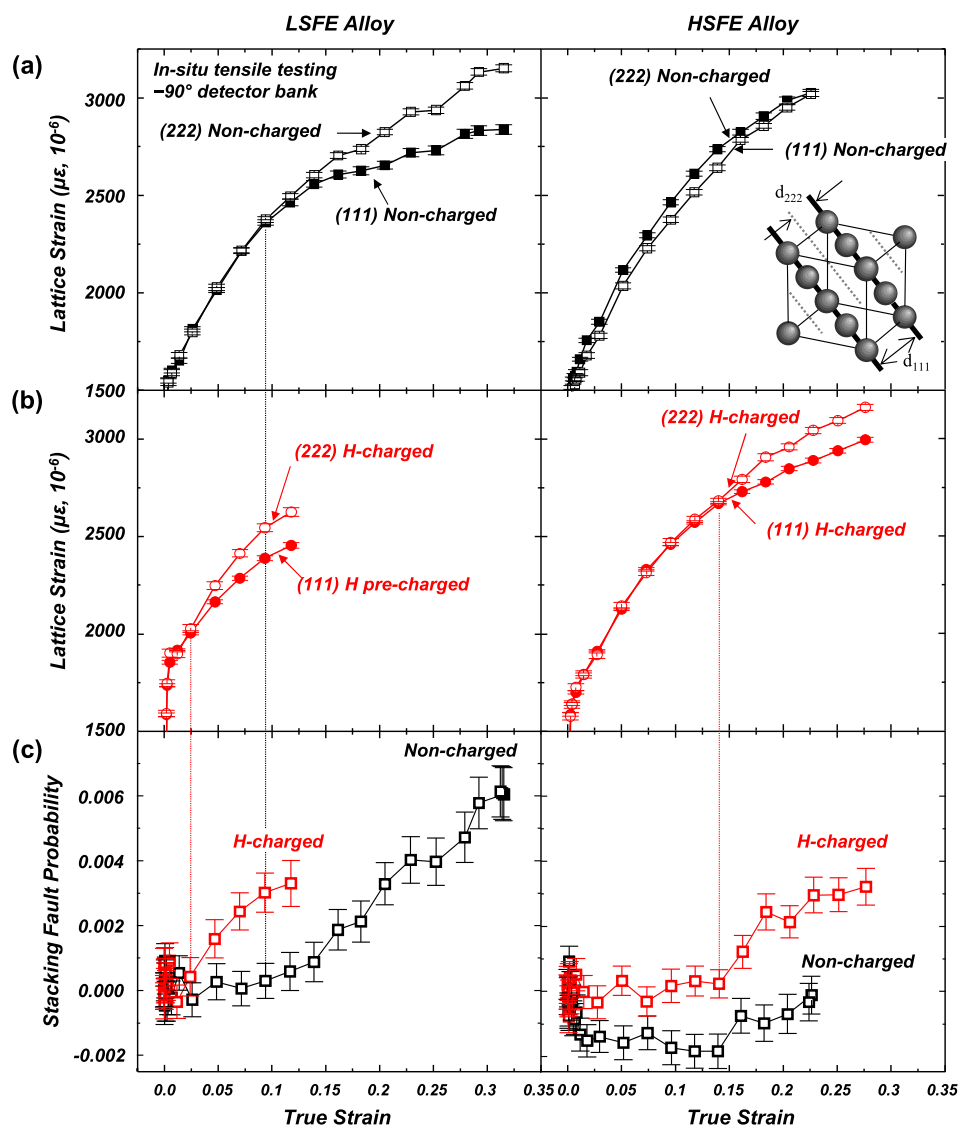 LSFE Alloy
HSFE Alloy
(a)
In-situ tensile testing
−90° detector bank
(222) Non-charged
(111) Non-charged
(222) Non-charged
(111) Non-charged
d222
d111
Lattice Strain (με, 10-6)
3000
2500
2000
1500
(b)
(222) H-charged
(111) H pre-charged
(222) H-charged
(111) H-charged
Lattice Strain (με, 10-6)
3000
2500
2000
1500
(c)
Non-charged
H-charged
H-charged
Non-charged
Stacking Fault Probability
0.006
0.004
0.002
0.000
-0.002
0.0 0.05 0.10 0.15 0.20 0.25 0.3 0.35
0.0 0.05 0.10 0.15 0.20 0.25 0.3 0.35
True Strain
True Strain